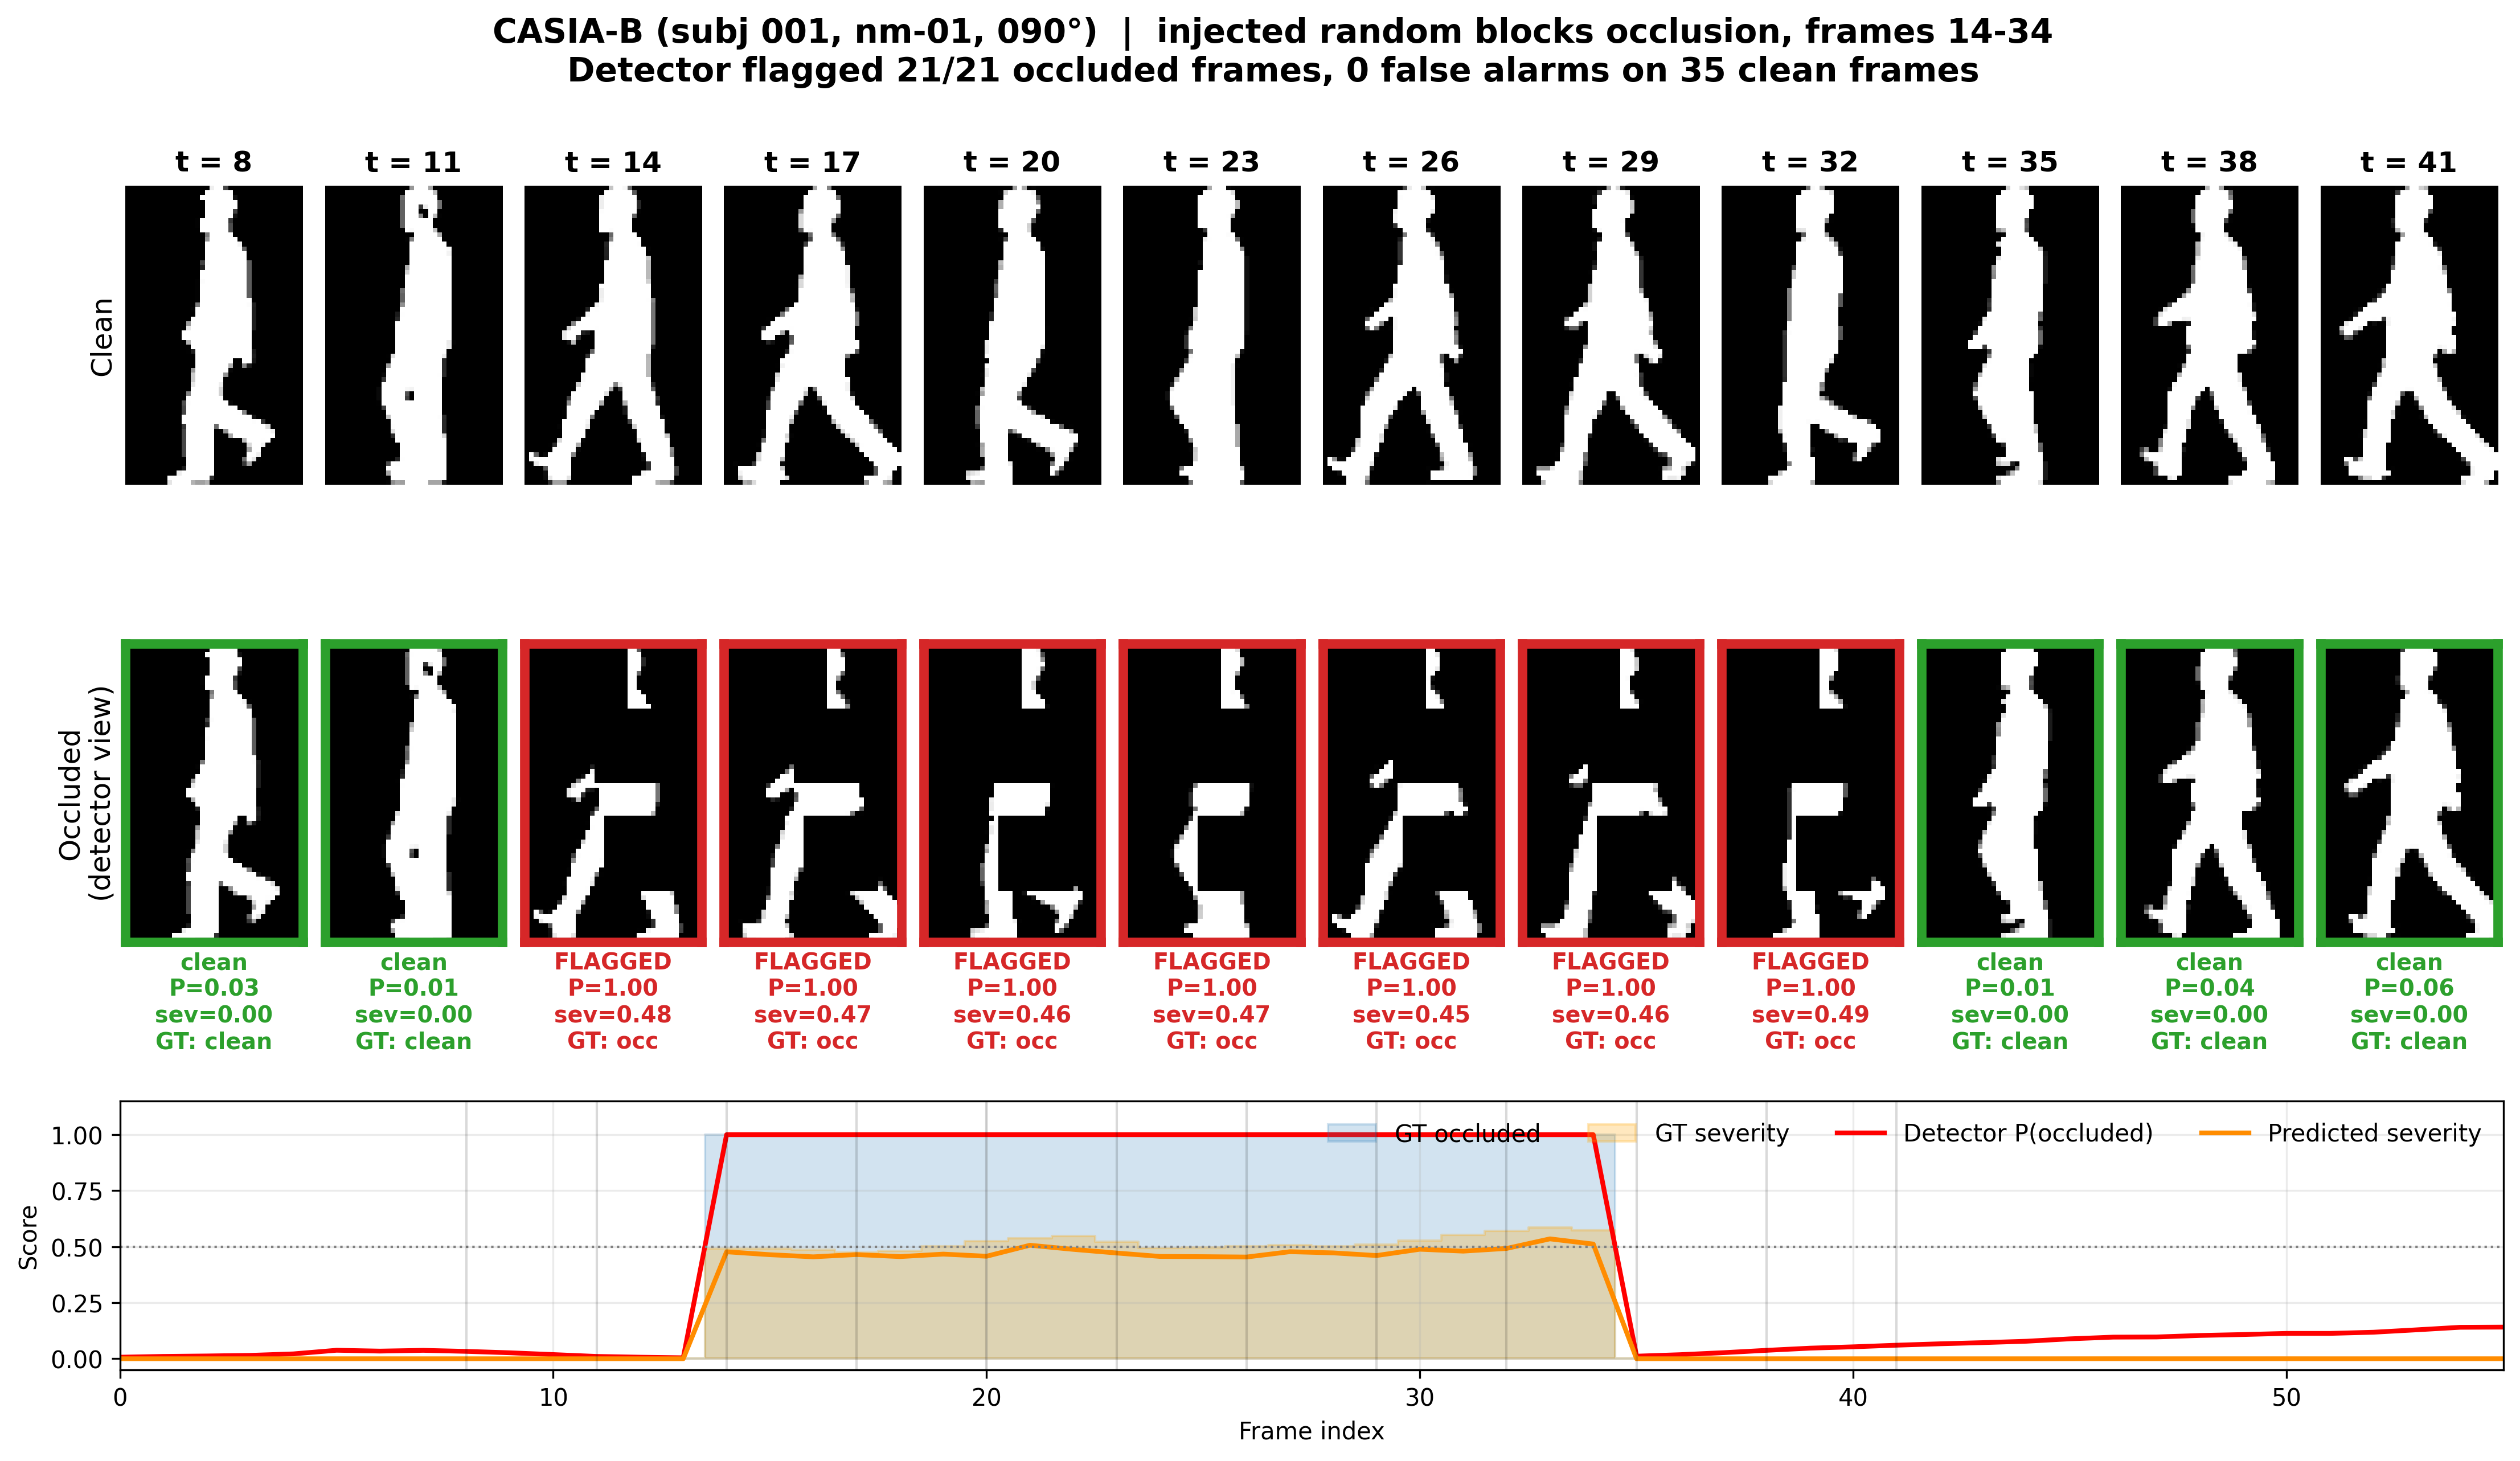 CASIA-B (subj 001, nm-01, 090°)  |  injected random blocks occlusion, frames 14-34
Detector flagged 21/21 occluded frames, 0 false alarms on 35 clean frames
t = 8 t = 11 t = 14 t = 17 t = 20 t = 23 t = 26 t = 29 t = 32 t = 35 t = 38 t = 41
Clean
Occluded
(detector view)
clean clean FLAGGED FLAGGED FLAGGED FLAGGED FLAGGED FLAGGED FLAGGED clean clean clean
P=0.03 P=0.01 P=1.00 P=1.00 P=1.00 P=1.00 P=1.00 P=1.00 P=1.00 P=0.01 P=0.04 P=0.06
sev=0.00 sev=0.00 sev=0.48 sev=0.47 sev=0.46 sev=0.47 sev=0.45 sev=0.46 sev=0.49 sev=0.00 sev=0.00 sev=0.00
GT: clean GT: clean GT: occ GT: occ GT: occ GT: occ GT: occ GT: occ GT: occ GT: clean GT: clean GT: clean
GT occluded GT severity Detector P(occluded) Predicted severity
Score
1.00
0.75
0.50
0.25
0.00
0 10 20 30 40 50
Frame index